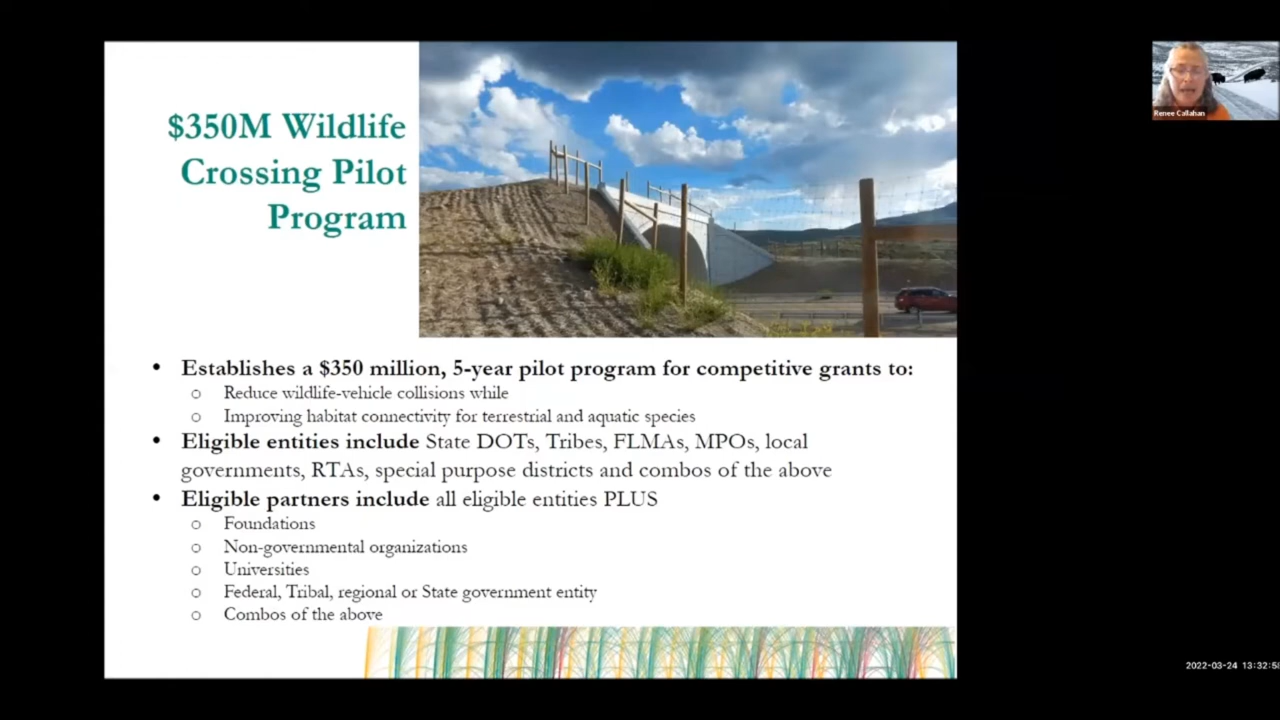 $350M Wildlife
Crossing Pilot
Program
Renee Callahan
• Establishes a $350 million, 5-year pilot program for competitive grants to:
○ Reduce wildlife-vehicle collisions while
○ Improving habitat connectivity for terrestrial and aquatic species
• Eligible entities include State DOTs, Tribes, FLMAs, MPOs, local
governments, RTAs, special purpose districts and combos of the above
• Eligible partners include all eligible entities PLUS
○ Foundations
○ Non-governmental organizations
○ Universities
○ Federal, Tribal, regional or State government entity
○ Combos of the above
2022-03-24 13:32:58